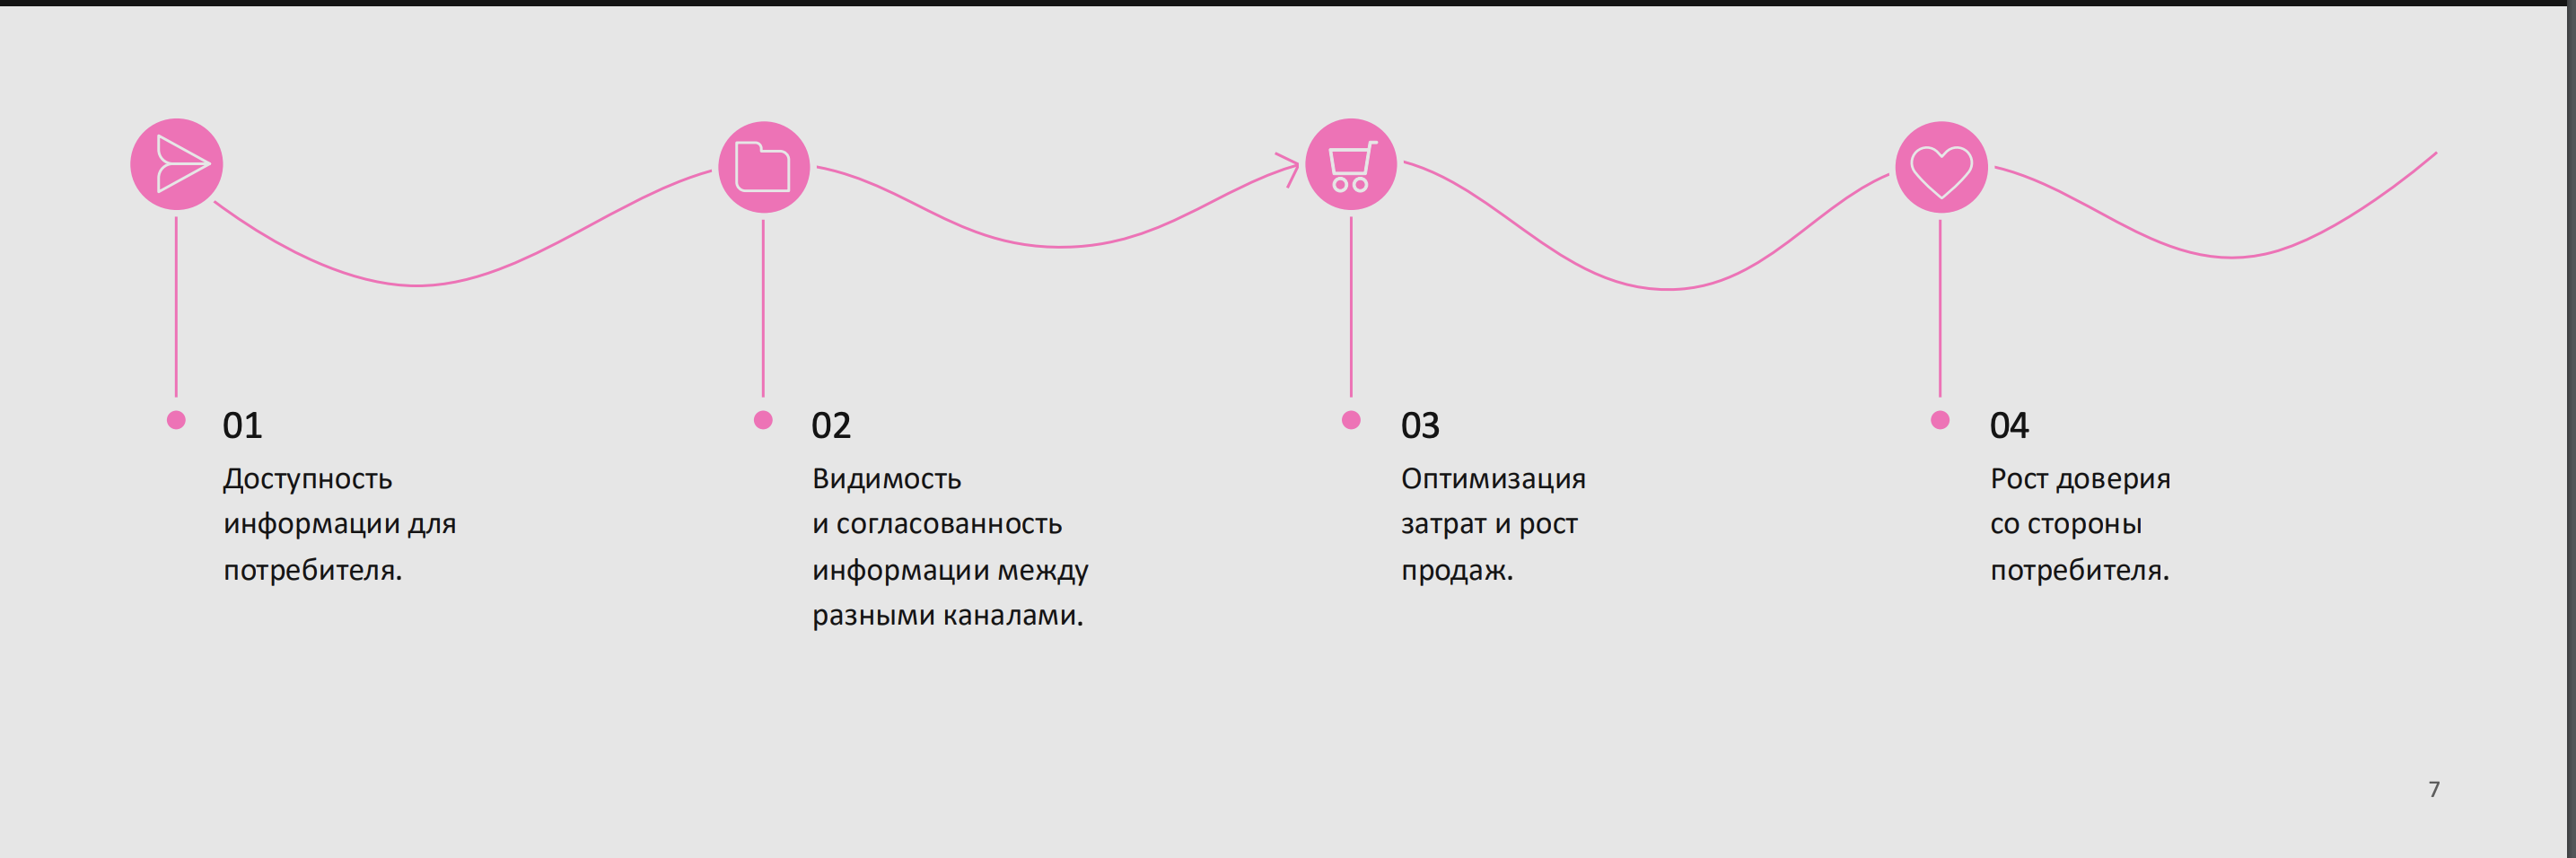 01
Доступность
информации для
потребителя.
02
Видимость
и согласованность
информации между
разными каналами.
03
Оптимизация
затрат и рост
продаж.
04
Рост доверия
со стороны
потребителя.
7